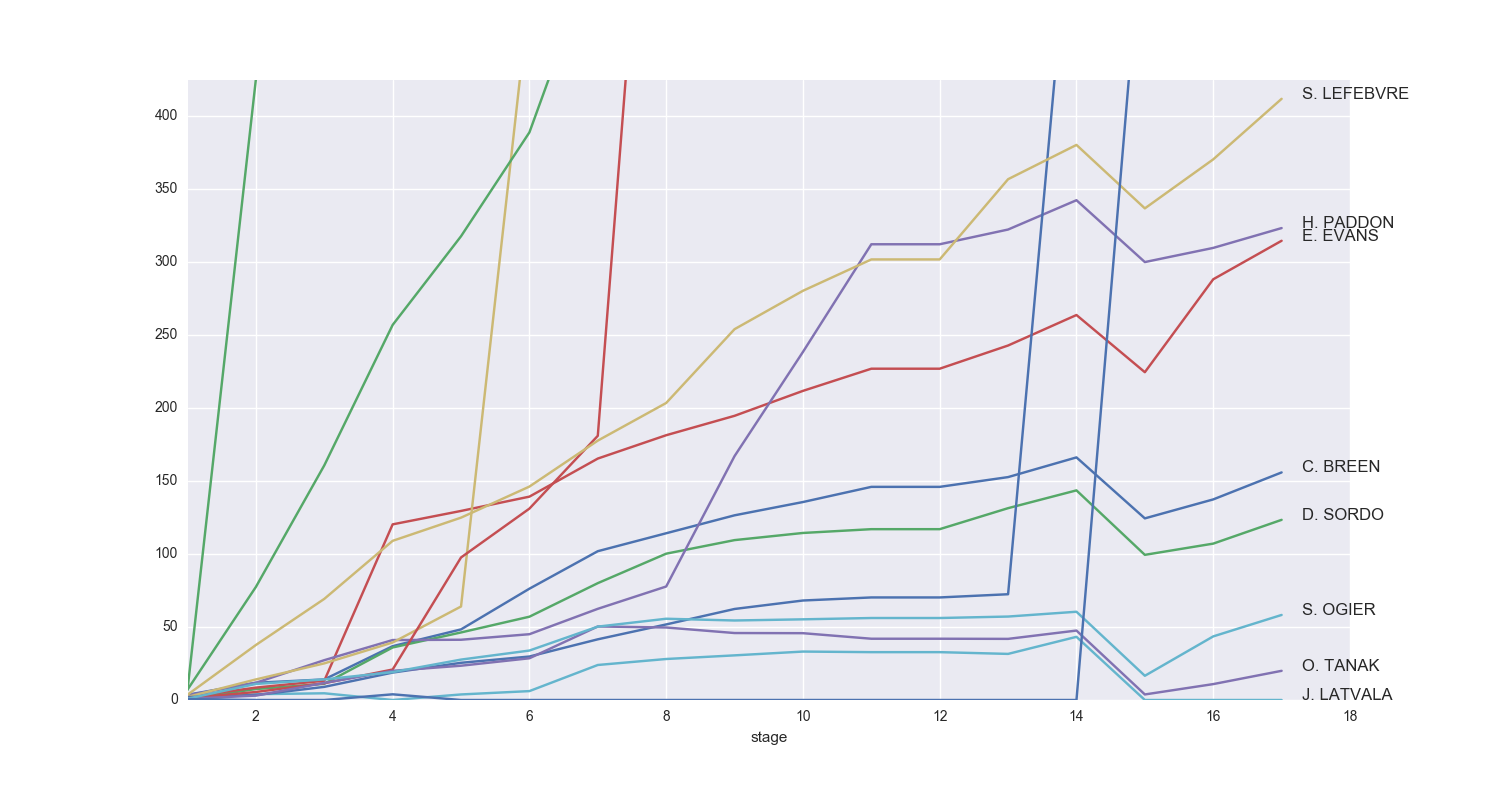 400
350
300
250
200
150
100
50
0
2 4 6 8 10 12 14 16 18
stage
S. LEFEBVRE
H. PADDON
E. EVANS
C. BREEN
D. SORDO
S. OGIER
O. TANAK
J. LATVALA